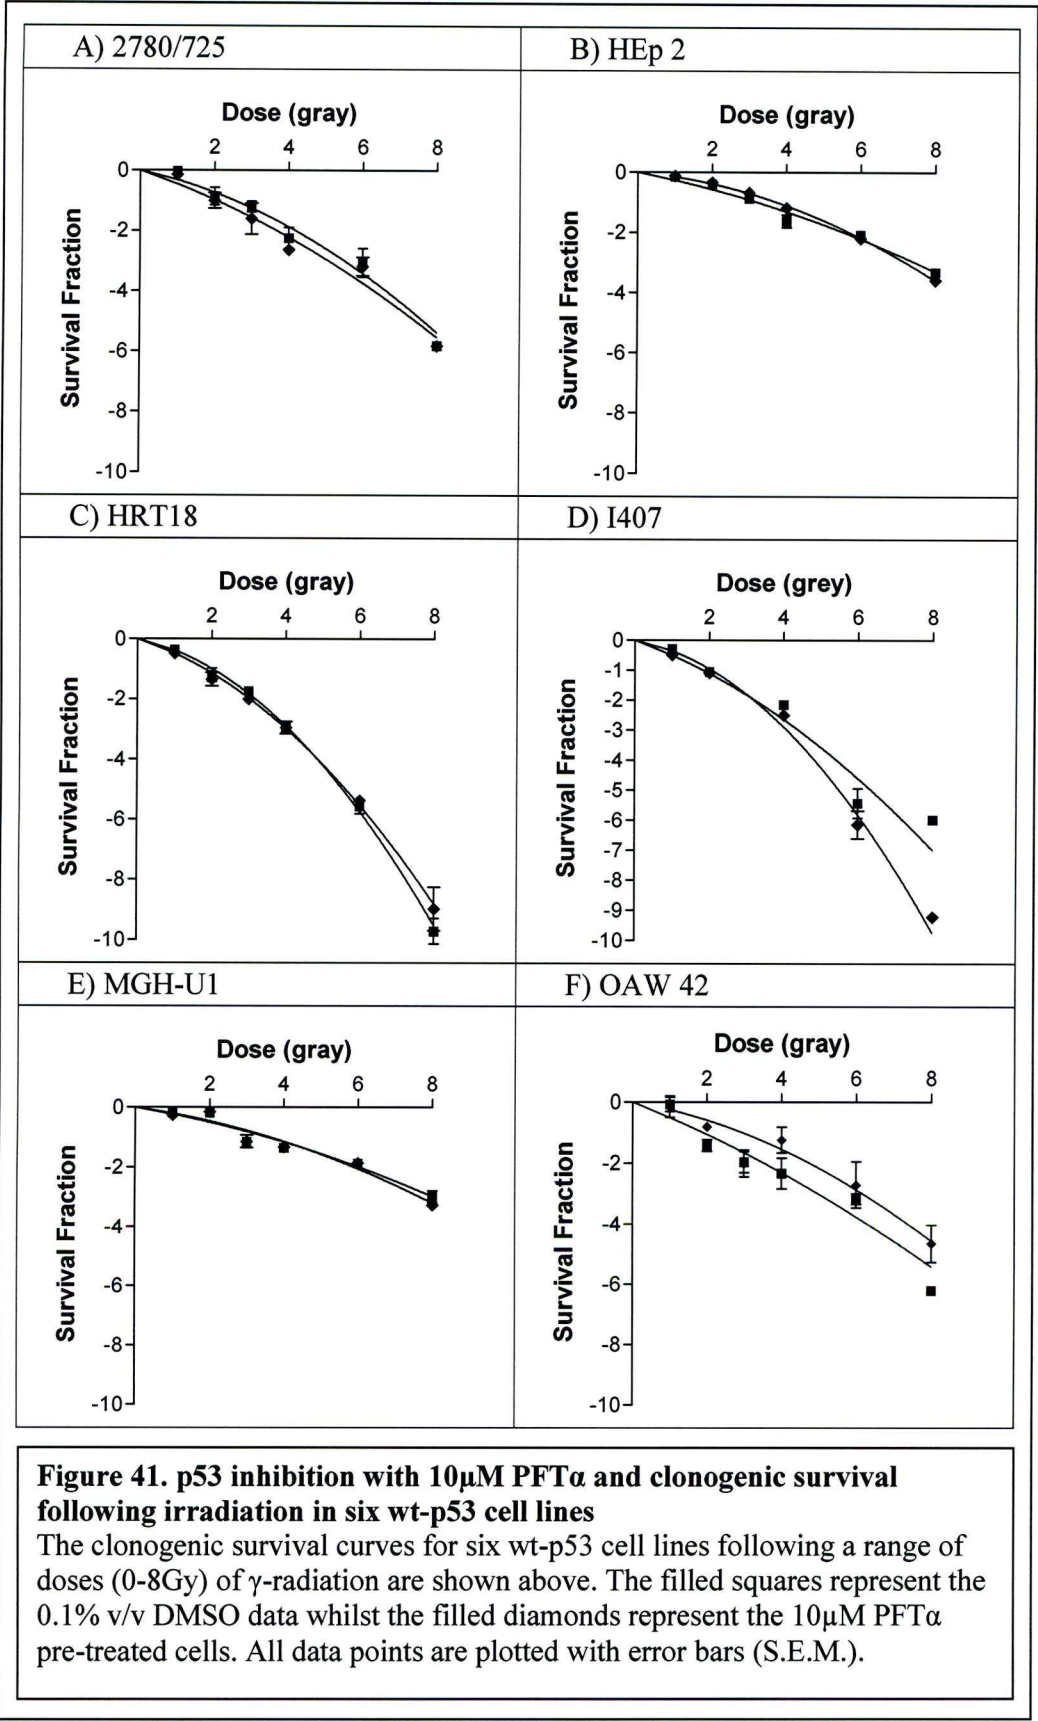 A) 2780/725
B) HEp 2
Dose (gray)
2 4 6 8
0
-2
-4
-6
-8
-10
Survival Fraction
Dose (gray)
2 4 6 8
0
-2
-4
-6
-8
-10
Survival Fraction
C) HRT18
D) I407
Dose (gray)
2 4 6 8
0
-2
-4
-6
-8
-10
Survival Fraction
Dose (grey)
2 4 6 8
0
-1
-2
-3
-4
-5
-6
-7
-8
-9
-10
Survival Fraction
E) MGH-U1
F) OAW 42
Dose (gray)
2 4 6 8
0
-2
-4
-6
-8
-10
Survival Fraction
Dose (gray)
2 4 6 8
0
-2
-4
-6
-8
-10
Survival Fraction
Figure 41. p53 inhibition with 10µM PFTα and clonogenic survival
following irradiation in six wt-p53 cell lines
The clonogenic survival curves for six wt-p53 cell lines following a range of
doses (0-8Gy) of γ-radiation are shown above. The filled squares represent the
0.1% v/v DMSO data whilst the filled diamonds represent the 10µM PFTα
pre-treated cells. All data points are plotted with error bars (S.E.M.).